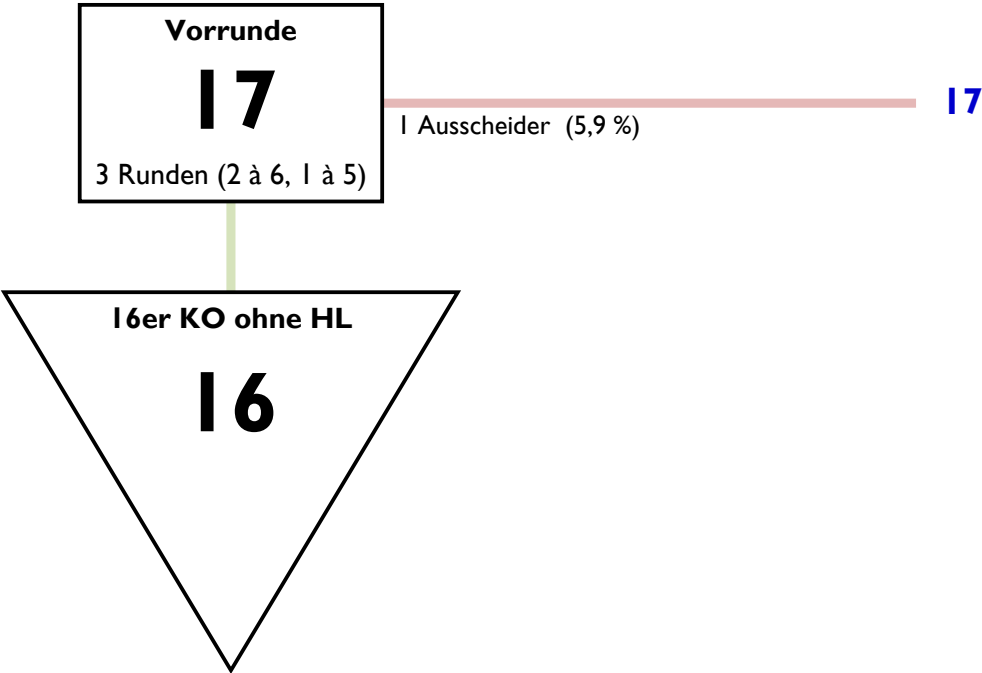 Vorrunde
17
3 Runden (2 à 6, 1 à 5)
1 Ausscheider (5,9 %)
17
16er KO ohne HL
16